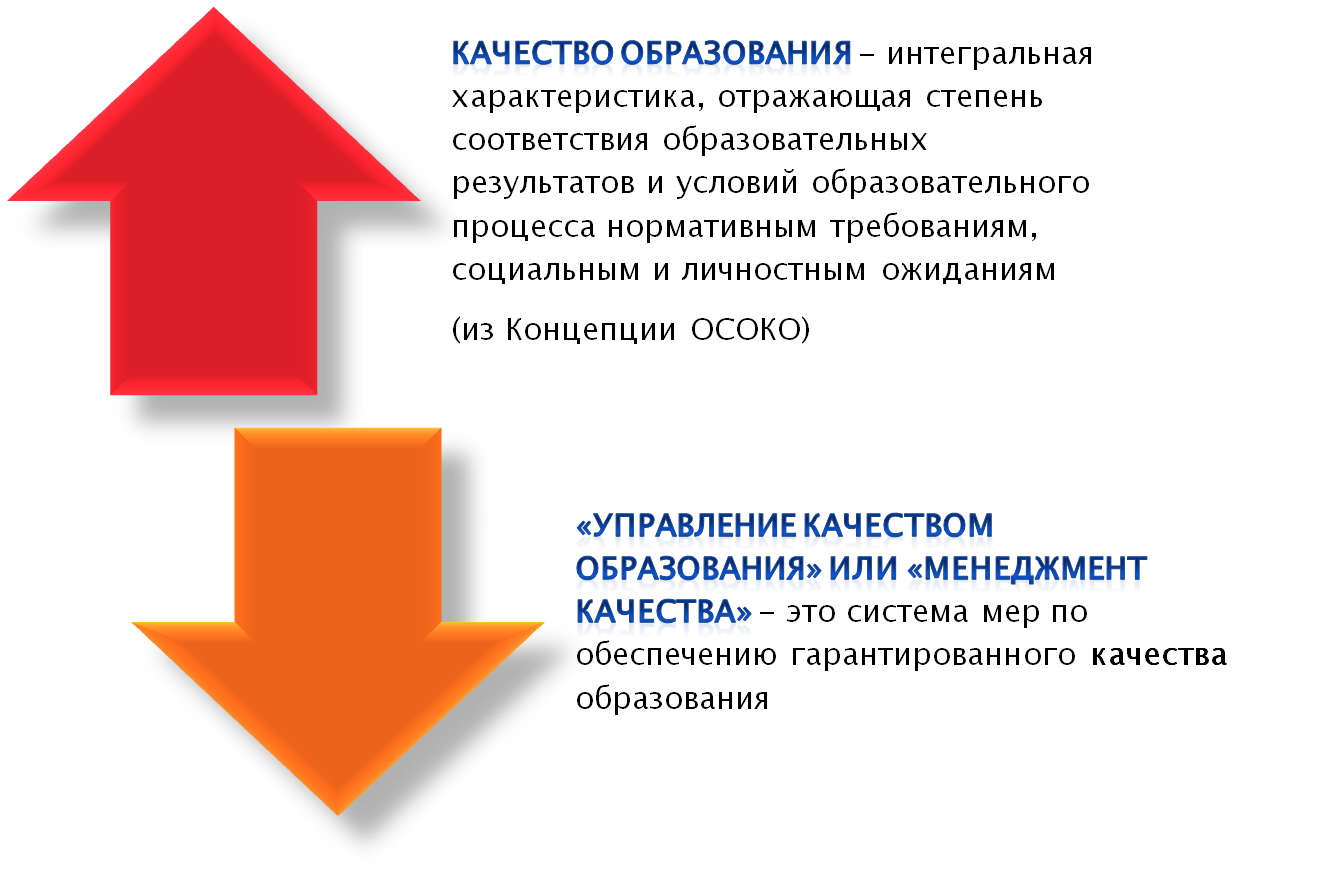 КАЧЕСТВО ОБРАЗОВАНИЯ – интегральная
характеристика, отражающая степень
соответствия образовательных
результатов и условий образовательного
процесса нормативным требованиям,
социальным и личностным ожиданиям
(из Концепции ОСОКО)
«УПРАВЛЕНИЕ КАЧЕСТВОМ
ОБРАЗОВАНИЯ» ИЛИ «МЕНЕДЖМЕНТ
КАЧЕСТВА» – это система мер по
обеспечению гарантированного качества
образования